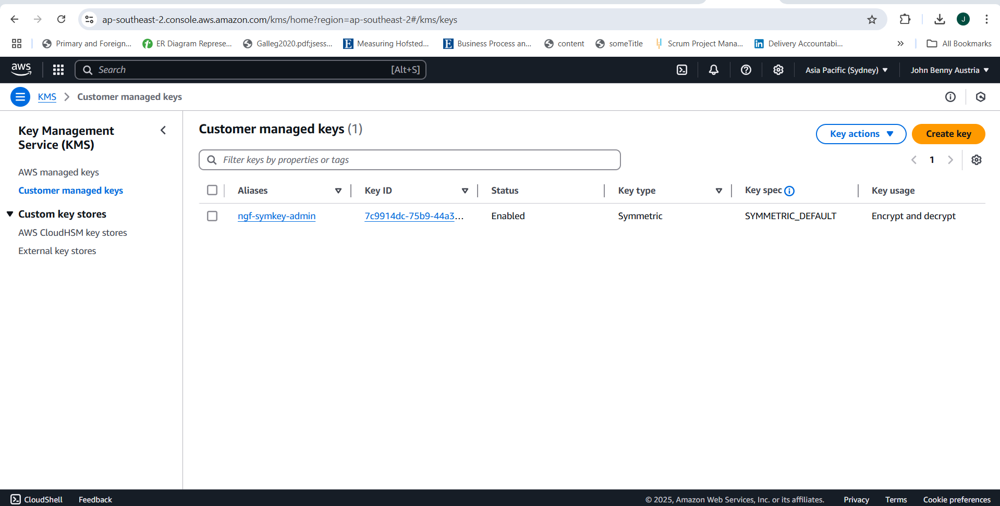 ap-southeast-2.console.aws.amazon.com/kms/home?region=ap-southeast-2#/kms/keys
J
Primary and Foreign...
ER Diagram Represe...
Galleg2020.pdf;jsess...
E
Measuring Hofsted...
E
Business Process an...
content
someTitle
Scrum Project Mana...
in
Delivery Accountabi...
»
All Bookmarks
aws
Search
[Alt+S]
Asia Pacific (Sydney)
John Benny Austria
KMS
Customer managed keys
Key Management
Service (KMS)
AWS managed keys
Customer managed keys
Custom key stores
AWS CloudHSM key stores
External key stores
Customer managed keys (1)
Key actions
Create key
Filter keys by properties or tags
1
Aliases
Key ID
Status
Key type
Key spec
Key usage
ngf-symkey-admin
7c9914dc-75b9-44a3...
Enabled
Symmetric
SYMMETRIC_DEFAULT
Encrypt and decrypt
CloudShell
Feedback
© 2025, Amazon Web Services, Inc. or its affiliates.
Privacy
Terms
Cookie preferences